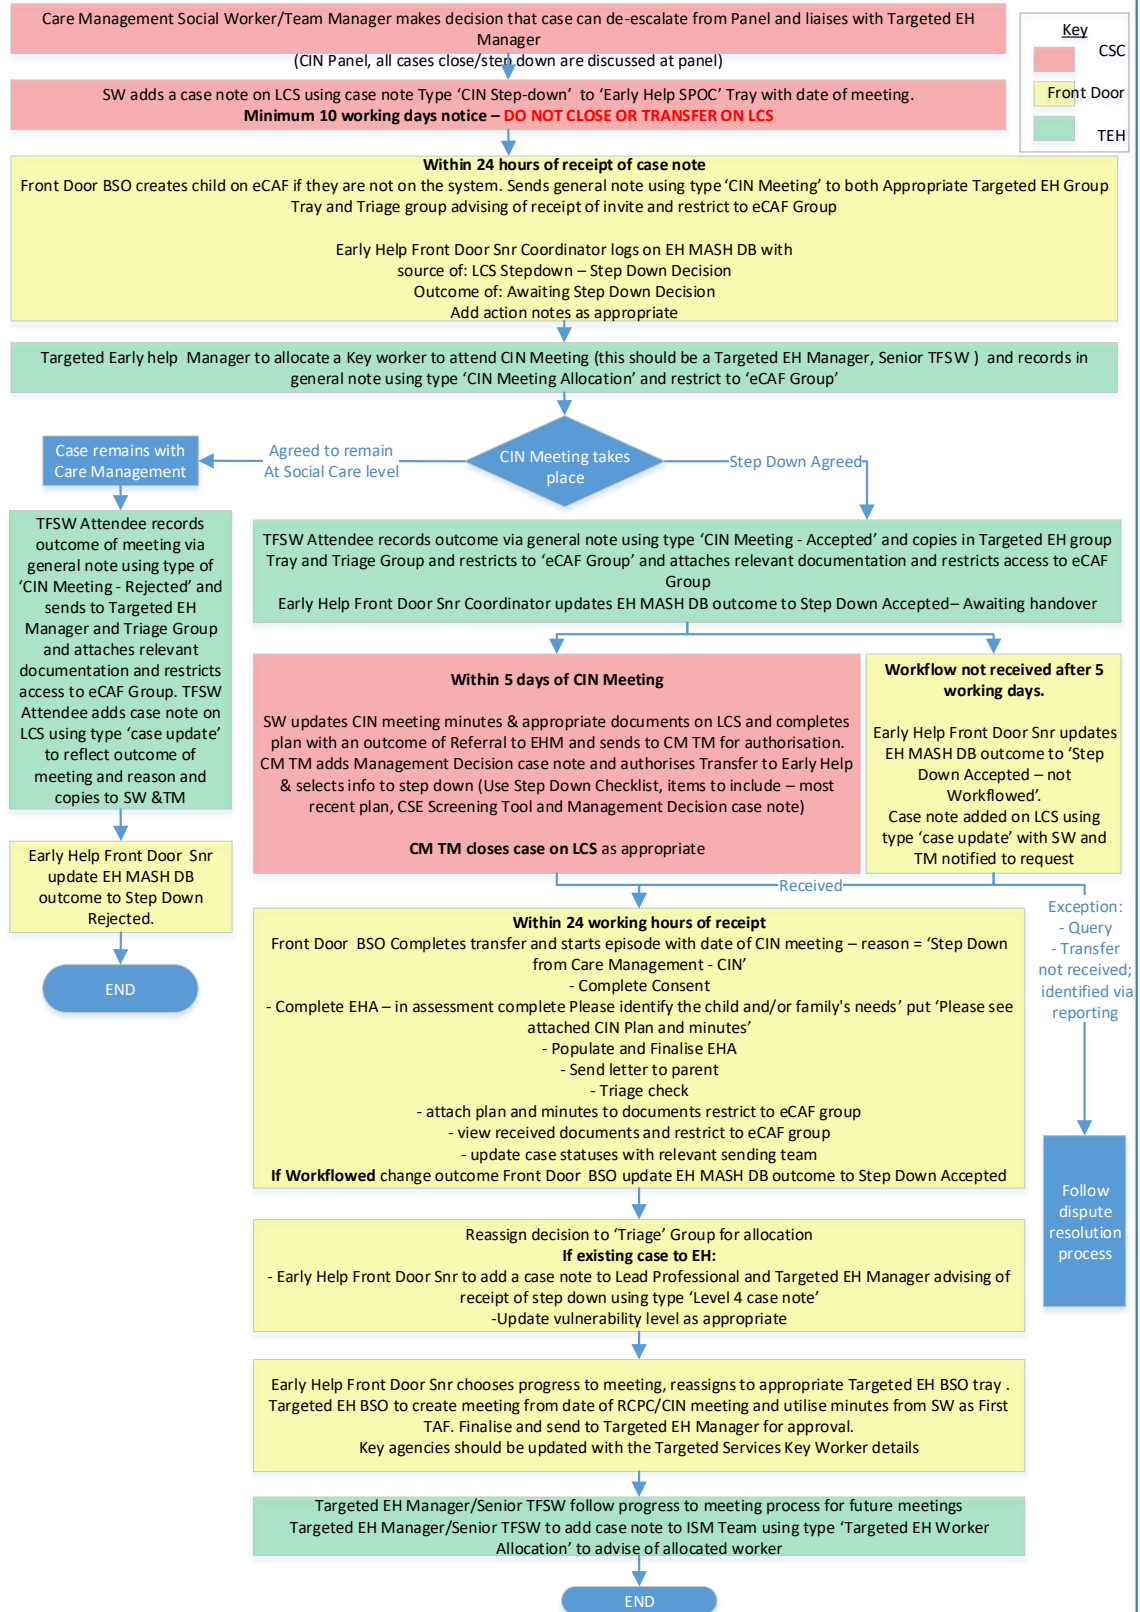 Care Management Social Worker/Team Manager makes decision that case can de-escalate from Panel and liaises with Targeted EH
Manager
(CIN Panel, all cases close/step down are discussed at panel)
Key
CSC
Front Door
TEH
SW adds a case note on LCS using case note Type ‘CIN Step-down’ to ‘Early Help SPOC’ Tray with date of meeting.
Minimum 10 working days notice – DO NOT CLOSE OR TRANSFER ON LCS
Within 24 hours of receipt of case note
Front Door BSO creates child on eCAF if they are not on the system. Sends general note using type ‘CIN Meeting’ to both Appropriate Targeted EH Group
Tray and Triage group advising of receipt of invite and restrict to eCAF Group
Early Help Front Door Snr Coordinator logs on EH MASH DB with
source of: LCS Stepdown – Step Down Decision
Outcome of: Awaiting Step Down Decision
Add action notes as appropriate
Targeted Early help Manager to allocate a Key worker to attend CIN Meeting (this should be a Targeted EH Manager, Senior TFSW ) and records in
general note using type ‘CIN Meeting Allocation’ and restrict to ‘eCAF Group’
Case remains with
Care Management
Agreed to remain
At Social Care level
CIN Meeting takes
place
Step Down Agreed
TFSW Attendee records
outcome of meeting via
general note using type of
‘CIN Meeting - Rejected’ and
sends to Targeted EH
Manager and Triage Group
and attaches relevant
documentation and restricts
access to eCAF Group. TFSW
Attendee adds case note on
LCS using type ‘case update’
to reflect outcome of
meeting and reason and
copies to SW &TM
Early Help Front Door Snr
update EH MASH DB
outcome to Step Down
Rejected.
END
TFSW Attendee records outcome via general note using type ‘CIN Meeting - Accepted’ and copies in Targeted EH group
Tray and Triage Group and restricts to ‘eCAF Group’ and attaches relevant documentation and restricts access to eCAF
Group
Early Help Front Door Snr Coordinator updates EH MASH DB outcome to Step Down Accepted– Awaiting handover
Within 5 days of CIN Meeting
SW updates CIN meeting minutes & appropriate documents on LCS and completes
plan with an outcome of Referral to EHM and sends to CM TM for authorisation.
CM TM adds Management Decision case note and authorises Transfer to Early Help
& selects info to step down (Use Step Down Checklist, items to include – most
recent plan, CSE Screening Tool and Management Decision case note)
CM TM closes case on LCS as appropriate
Workflow not received after 5
working days.
Early Help Front Door Snr updates
EH MASH DB outcome to ‘Step
Down Accepted – not
Workflowed’.
Case note added on LCS using
type ‘case update’ with SW and
TM notified to request
Received
Exception:
- Query
- Transfer
not received;
identified via
reporting
Within 24 working hours of receipt
Front Door BSO Completes transfer and starts episode with date of CIN meeting – reason = ‘Step Down
from Care Management - CIN’
- Complete Consent
- Complete EHA – in assessment complete Please identify the child and/or family's needs’ put ‘Please see
attached CIN Plan and minutes’
- Populate and Finalise EHA
- Send letter to parent
- Triage check
- attach plan and minutes to documents restrict to eCAF group
- view received documents and restrict to eCAF group
- update case statuses with relevant sending team
If Workflowed change outcome Front Door BSO update EH MASH DB outcome to Step Down Accepted
Follow
dispute
resolution
process
Reassign decision to ‘Triage’ Group for allocation
If existing case to EH:
- Early Help Front Door Snr to add a case note to Lead Professional and Targeted EH Manager advising of
receipt of step down using type ‘Level 4 case note’
-Update vulnerability level as appropriate
Early Help Front Door Snr chooses progress to meeting, reassigns to appropriate Targeted EH BSO tray .
Targeted EH BSO to create meeting from date of RCPC/CIN meeting and utilise minutes from SW as First
TAF. Finalise and send to Targeted EH Manager for approval.
Key agencies should be updated with the Targeted Services Key Worker details
Targeted EH Manager/Senior TFSW follow progress to meeting process for future meetings
Targeted EH Manager/Senior TFSW to add case note to ISM Team using type ‘Targeted EH Worker
Allocation’ to advise of allocated worker
END